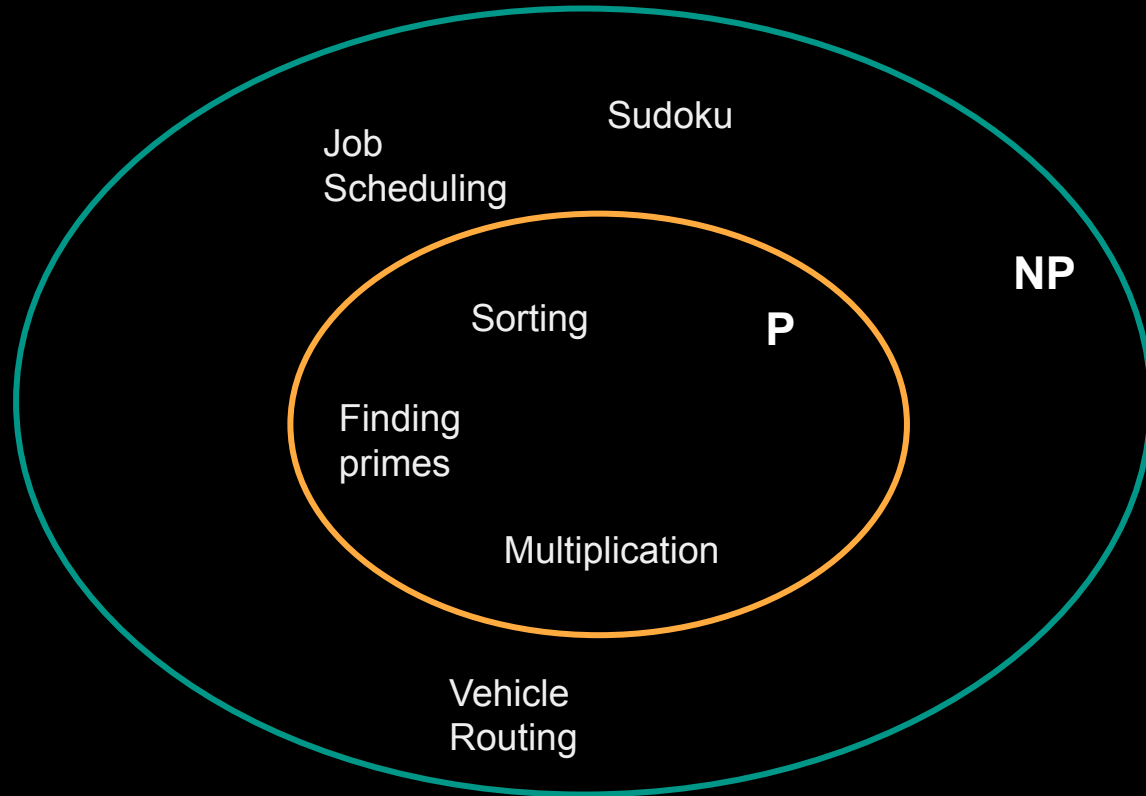 Sudoku
Job
Scheduling
NP
Sorting
P
Finding
primes
Multiplication
Vehicle
Routing